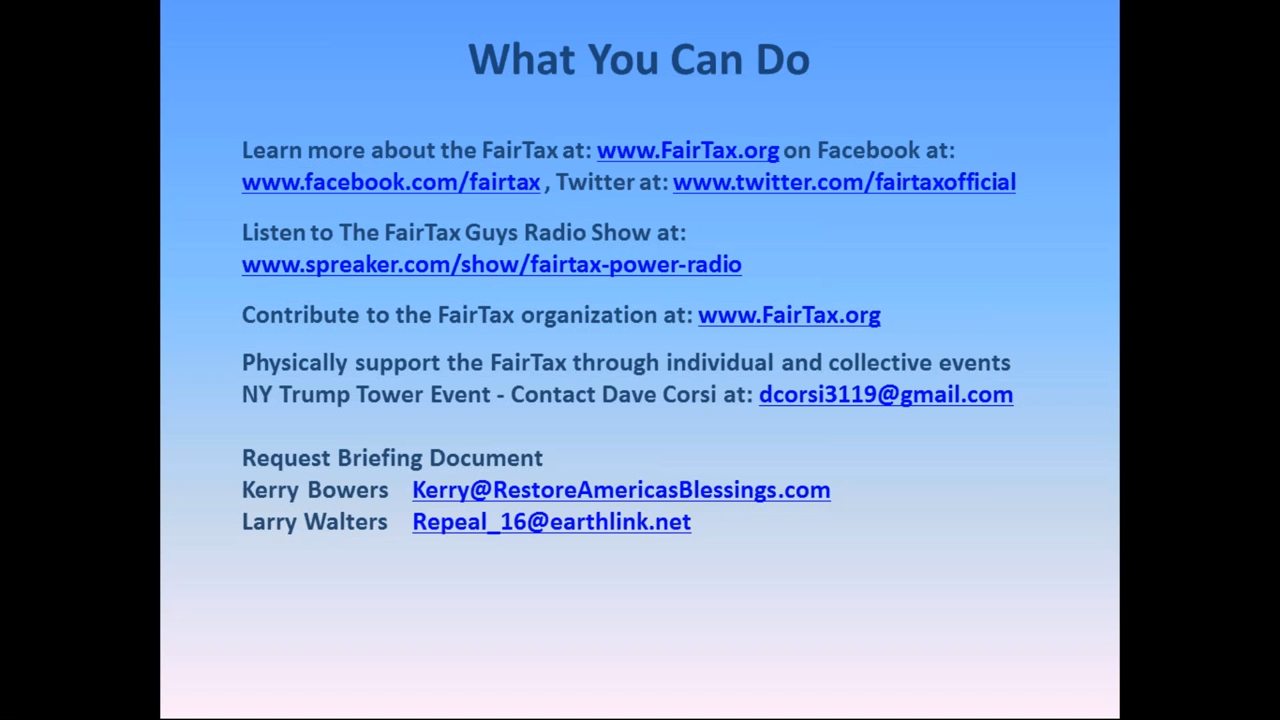 What You Can Do
Learn more about the FairTax at: www.FairTax.org on Facebook at:
www.facebook.com/fairtax , Twitter at: www.twitter.com/fairtaxofficial
Listen to The FairTax Guys Radio Show at:
www.spreaker.com/show/fairtax-power-radio
Contribute to the FairTax organization at: www.FairTax.org
Physically support the FairTax through individual and collective events
NY Trump Tower Event - Contact Dave Corsi at: dcorsi3119@gmail.com
Request Briefing Document
Kerry Bowers Kerry@RestoreAmericasBlessings.com
Larry Walters Repeal_16@earthlink.net